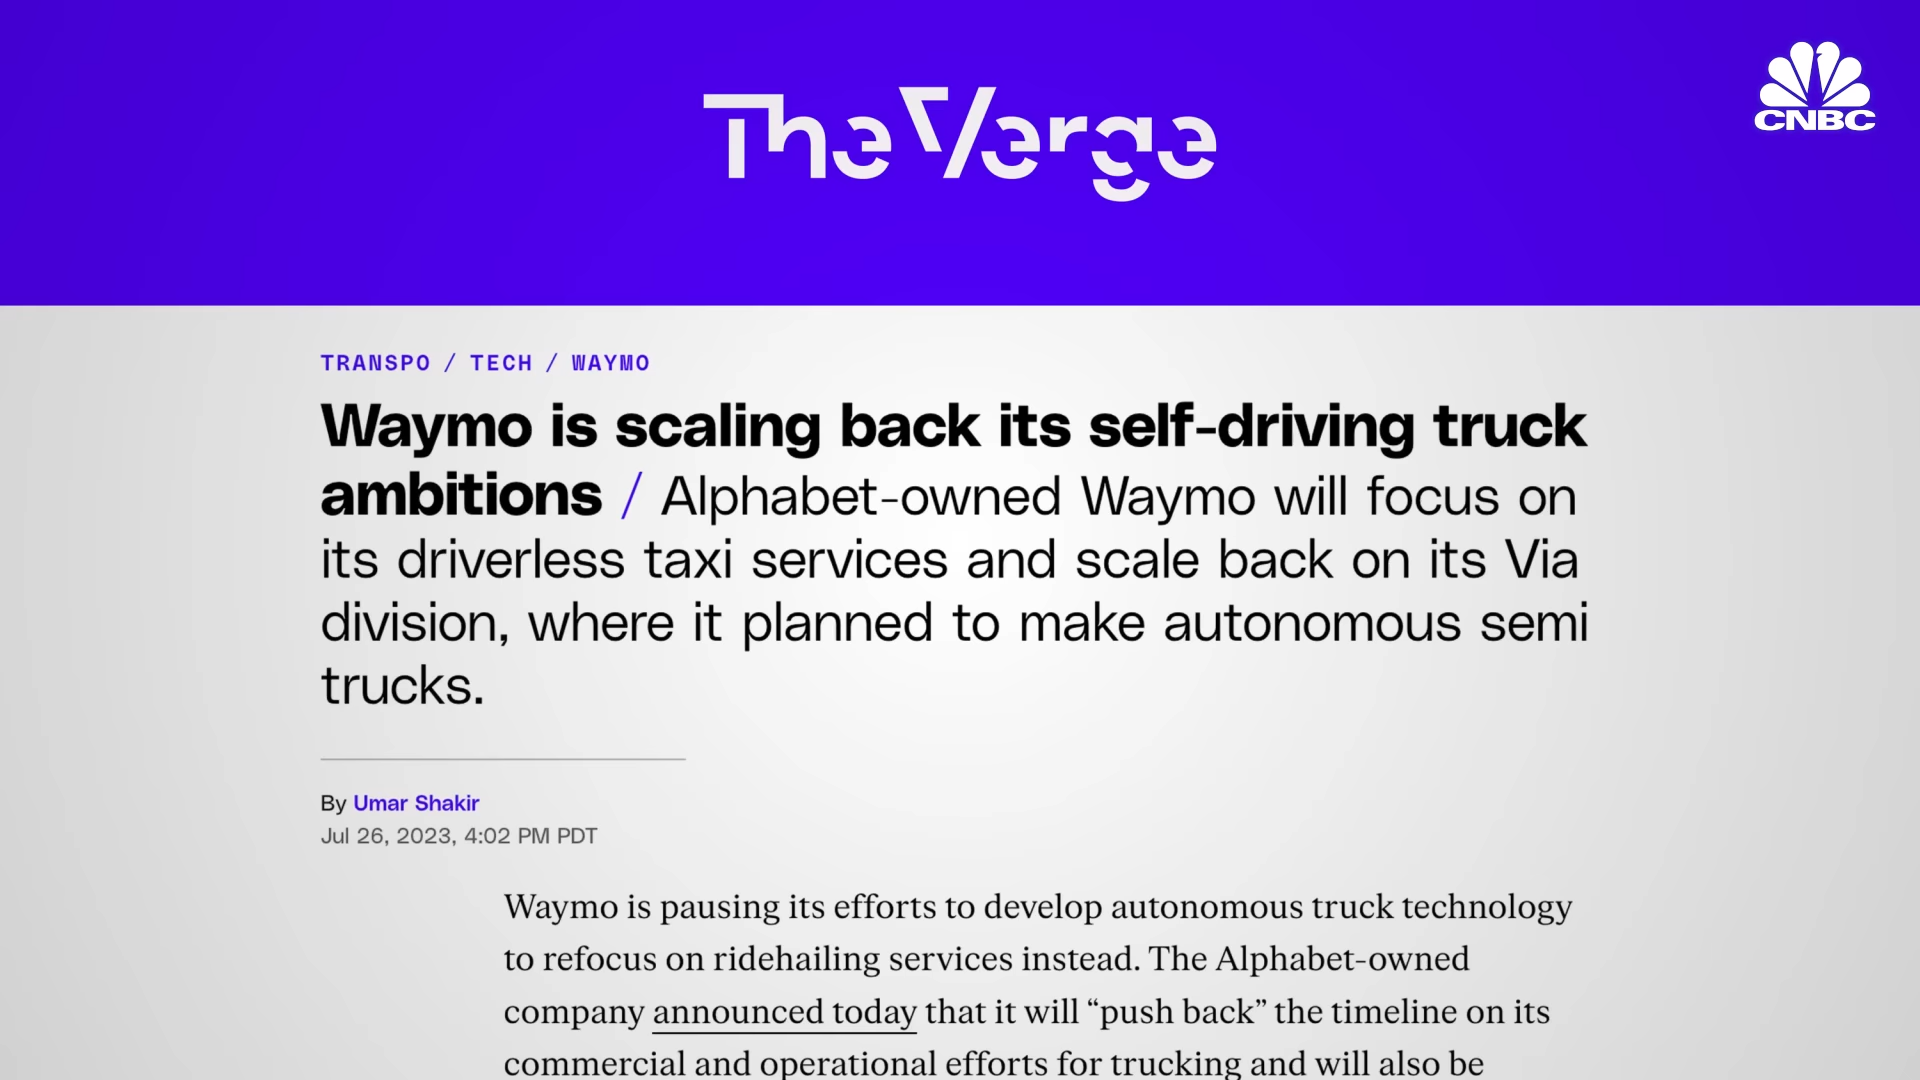 The Verge
CNBC
TRANSPO / TECH / WAYMO
Waymo is scaling back its self-driving truck
ambitions / Alphabet-owned Waymo will focus on
its driverless taxi services and scale back on its Via
division, where it planned to make autonomous semi
trucks.
By Umar Shakir
Jul 26, 2023, 4:02 PM PDT
Waymo is pausing its efforts to develop autonomous truck technology
to refocus on ridehailing services instead. The Alphabet-owned
company announced today that it will “push back” the timeline on its
commercial and operational efforts for trucking and will also be